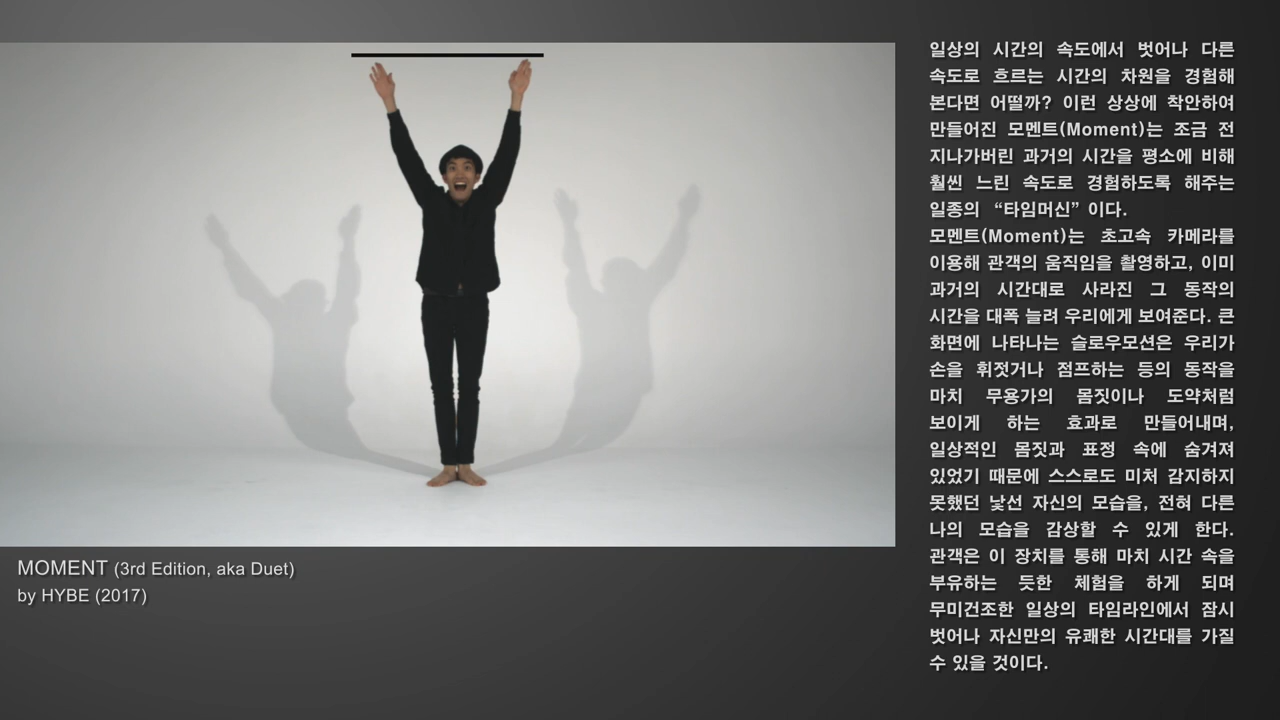 일상의 시간의 속도에서 벗어나 다른
속도로 흐르는 시간의 차원을 경험해
본다면 어떨까? 이런 상상에 착안하여
만들어진 모멘트(Moment)는 조금 전
지나가버린 과거의 시간을 평소에 비해
훨씬 느린 속도로 경험하도록 해주는
일종의 “타임머신” 이다.
모멘트(Moment)는 초고속 카메라를
이용해 관객의 움직임을 촬영하고, 이미
과거의 시간대로 사라진 그 동작의
시간을 대폭 늘려 우리에게 보여준다. 큰
화면에 나타나는 슬로우모션은 우리가
손을 휘젓거나 점프하는 등의 동작을
마치 무용가의 몸짓이나 도약처럼
보이게 하는 효과로 만들어내며,
일상적인 몸짓과 표정 속에 숨겨져
있었기 때문에 스스로도 미처 감지하지
못했던 낯선 자신의 모습을, 전혀 다른
나의 모습을 감상할 수 있게 한다.
관객은 이 장치를 통해 마치 시간 속을
부유하는 듯한 체험을 하게 되며
무미건조한 일상의 타임라인에서 잠시
벗어나 자신만의 유쾌한 시간대를 가질
수 있을 것이다.
MOMENT (3rd Edition, aka Duet)
by HYBE (2017)